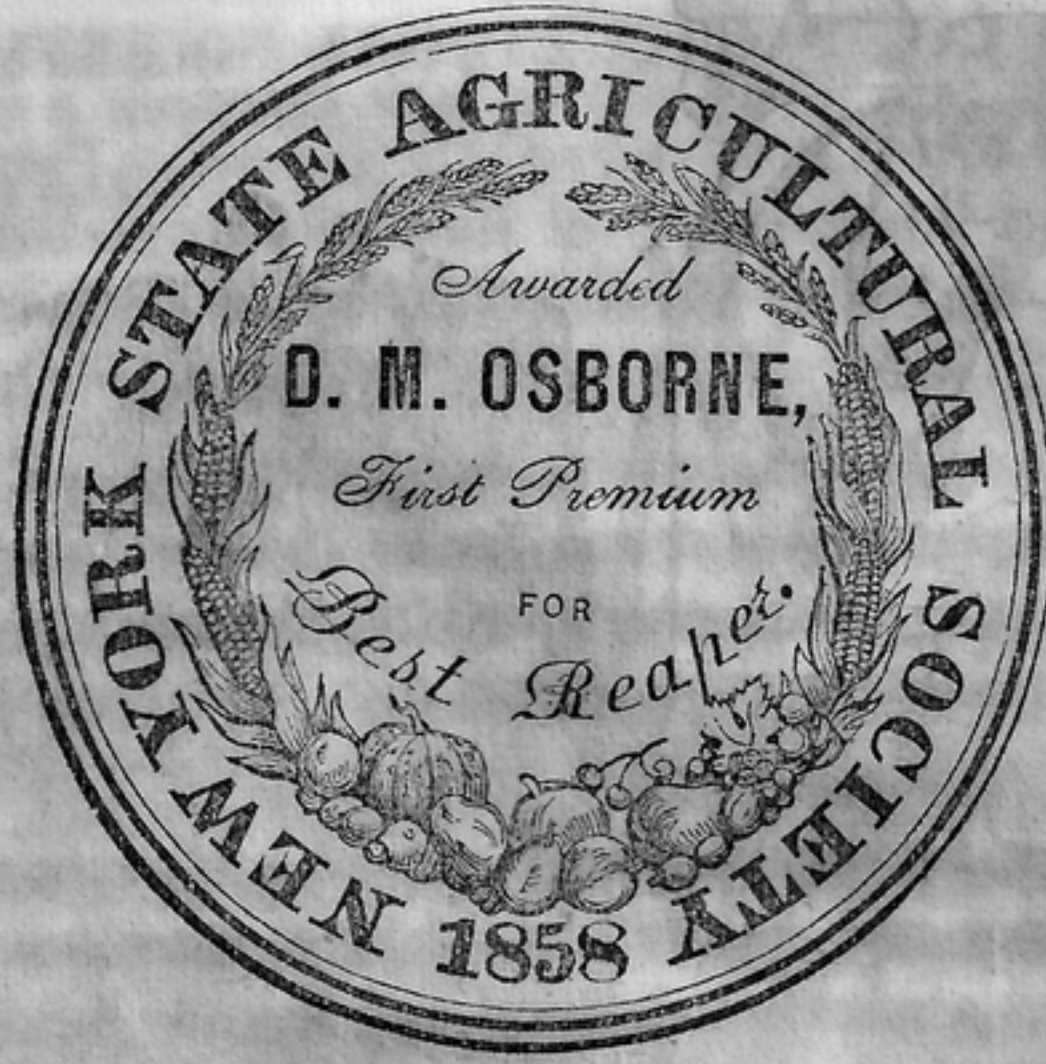 NEW YORK STATE AGRICULTURAL SOCIETY
Awarded
D. M. OSBORNE,
First Premium
FOR
Best Reaper.
1858